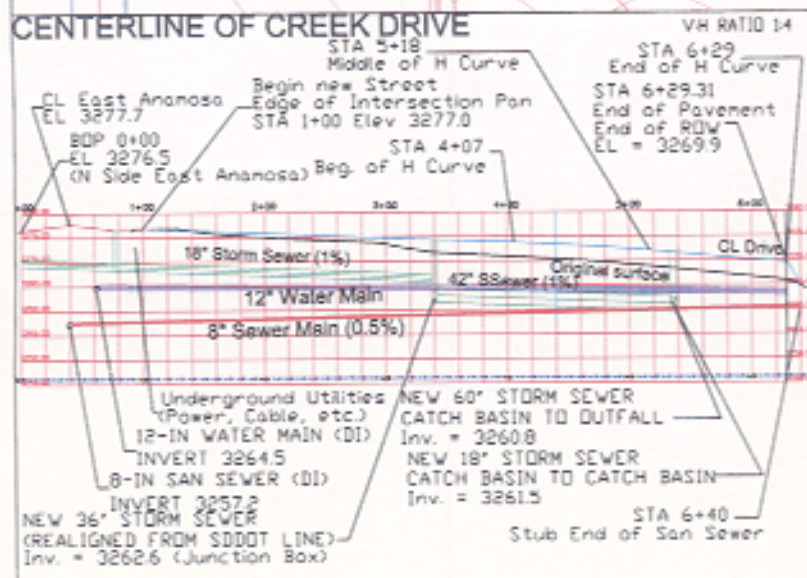 CENTERLINE OF CREEK DRIVE
V-H RATIO 1:4
STA 5+18
Middle of H Curve
STA 6+29
End of H Curve
CL East Anamosa
EL 3277.7
Begin new Street
Edge of Intersection Pan
STA 1+00 Elev 3277.0
STA 6+29.31
End of Pavement
End of ROW
EL = 3269.9
BOP 0+00
EL 3276.5
(N Side East Anamosa)
STA 4+07
Beg. of H Curve
1+00
2+00
3+00
4+00
5+00
6+00
CL Drive
18" Storm Sewer (1%)
42" SSewer (1%)
Original surface
12" Water Main
8" Sewer Main (0.5%)
Underground Utilities
(Power, Cable, etc.)
12-IN WATER MAIN (DI)
INVERT 3264.5
8-IN SAN SEWER (DI)
INVERT 3257.2
NEW 60" STORM SEWER
CATCH BASIN TO OUTFALL
Inv. = 3260.8
NEW 18" STORM SEWER
CATCH BASIN TO CATCH BASIN
Inv. = 3261.5
NEW 36" STORM SEWER
(REALIGNED FROM SDDOT LINE)
Inv. = 3262.6 (Junction Box)
STA 6+40
Stub End of San Sewer